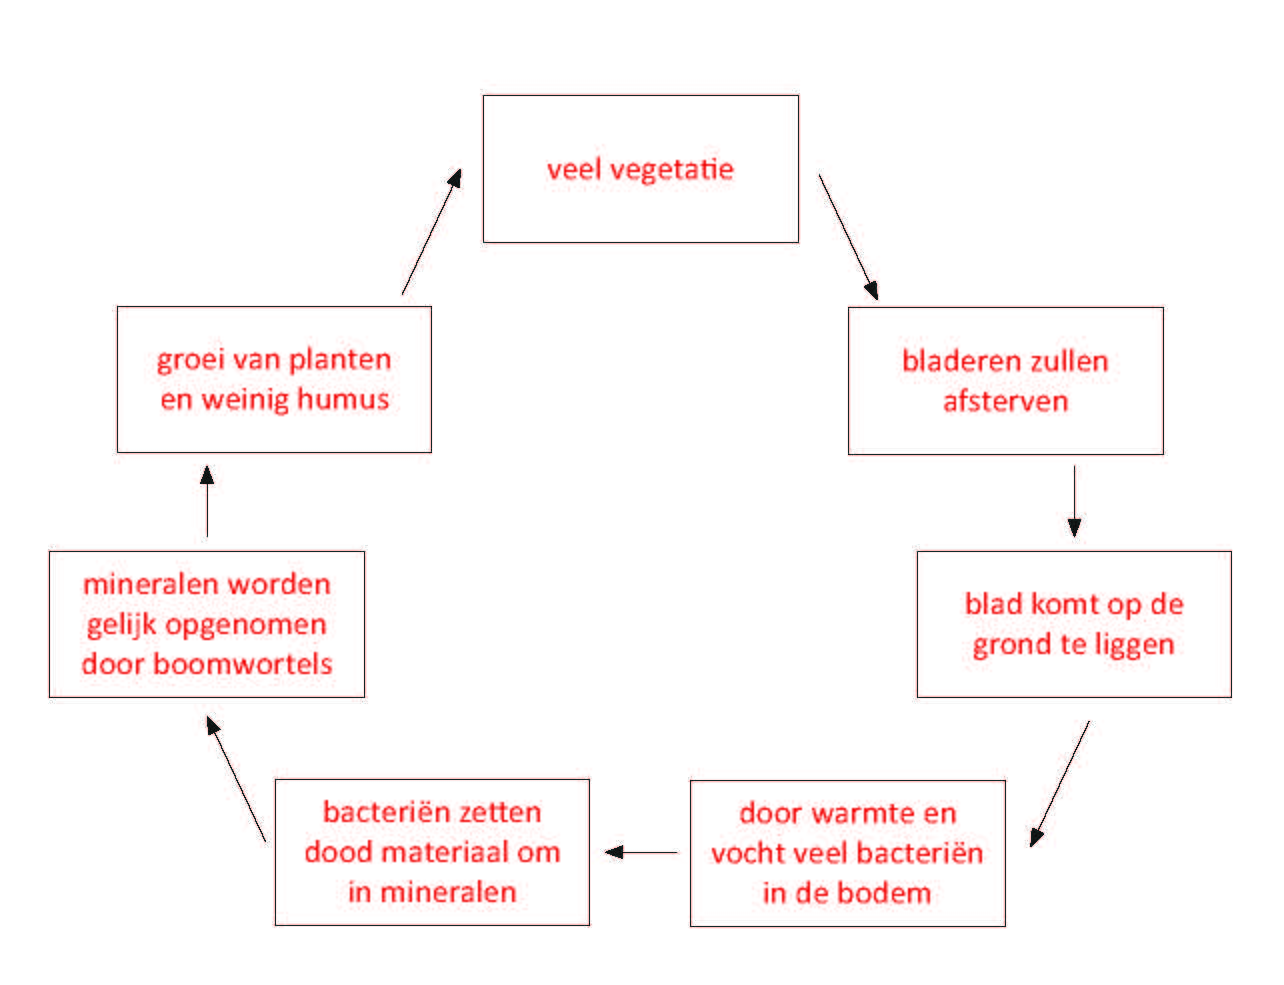 veel vegetatie
bladeren zullen
afsterven
blad komt op de
grond te liggen
door warmte en
vocht veel bacteriën
in de bodem
bacteriën zetten
dood materiaal om
in mineralen
mineralen worden
gelijk opgenomen
door boomwortels
groei van planten
en weinig humus